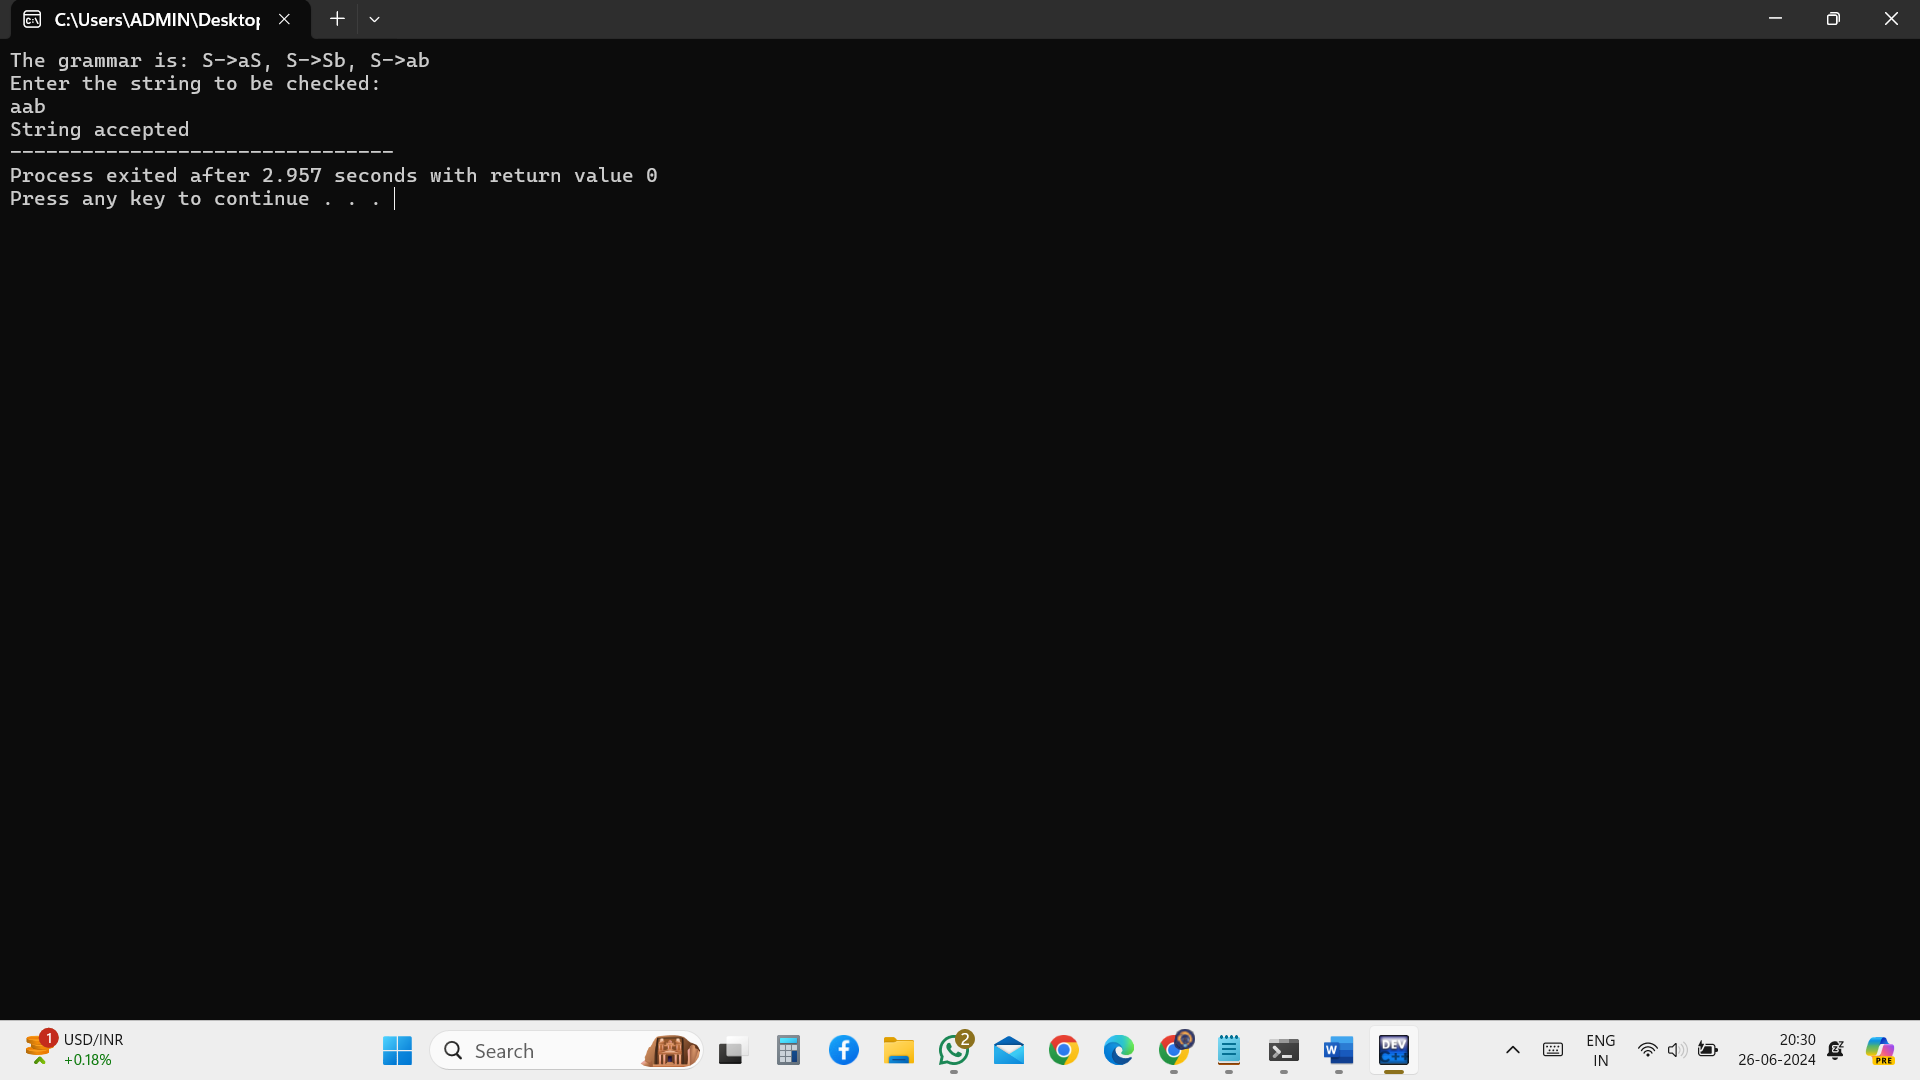 C:\Users\ADMIN\Desktop
The grammar is: S->aS, S->Sb, S->ab
Enter the string to be checked:
aab
String accepted
--------------------------------
Process exited after 2.957 seconds with return value 0
Press any key to continue . . .
1
USD/INR
+0.18%
Search
2
W
DEV
C++
ENG
IN
20:30
26-06-2024
PRE